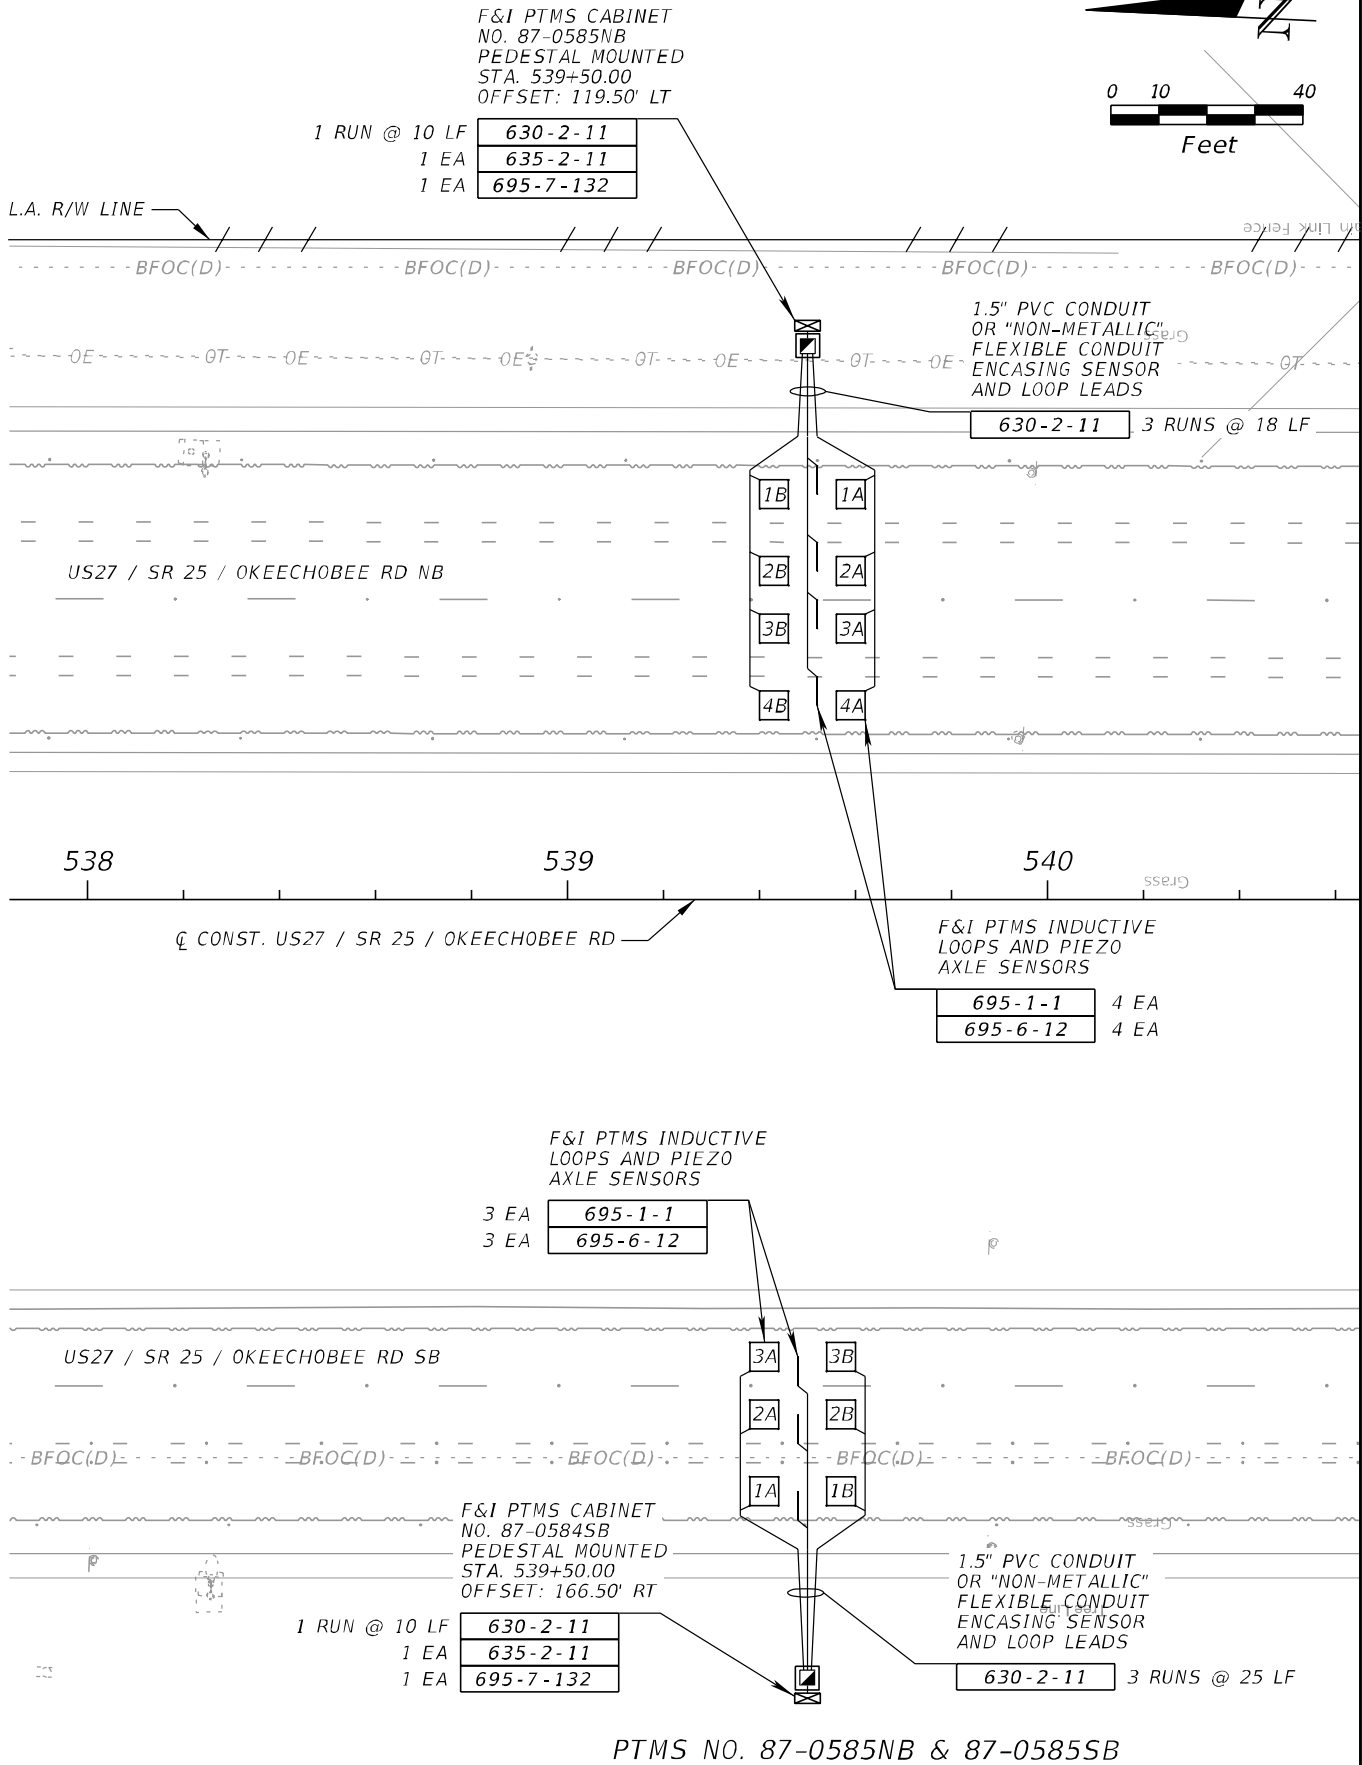 F&I PTMS CABINET
NO. 87-0585NB
PEDESTAL MOUNTED
STA. 539+50.00
OFFSET: 119.50' LT
1 RUN @ 10 LF 630-2-11
1 EA 635-2-11
1 EA 695-7-132
N
0 10 40
Feet
L.A. R/W LINE
ain Link Fence
BFOC(D) BFOC(D) BFOC(D) BFOC(D) BFOC(D)
1.5" PVC CONDUIT
OR "NON-METALLIC"
FLEXIBLE CONDUIT
ENCASING SENSOR
AND LOOP LEADS
Grass
OE OT OE OT OE OT OE OT OE OT
630-2-11 3 RUNS @ 18 LF
1B 1A
2B 2A
US27 / SR 25 / OKEECHOBEE RD NB
3B 3A
4B 4A
538 539 540
Grass
℄ CONST. US27 / SR 25 / OKEECHOBEE RD
F&I PTMS INDUCTIVE
LOOPS AND PIEZO
AXLE SENSORS
695-1-1 4 EA
695-6-12 4 EA
F&I PTMS INDUCTIVE
LOOPS AND PIEZO
AXLE SENSORS
3 EA 695-1-1
3 EA 695-6-12
US27 / SR 25 / OKEECHOBEE RD SB
3A 3B
2A 2B
BFOC(D) BFOC(D) BFOC(D) BFOC(D) BFOC(D)
1A 1B
Grass
F&I PTMS CABINET
NO. 87-0584SB
PEDESTAL MOUNTED
STA. 539+50.00
OFFSET: 166.50' RT
1 RUN @ 10 LF 630-2-11
1 EA 635-2-11
1 EA 695-7-132
1.5" PVC CONDUIT
OR "NON-METALLIC"
FLEXIBLE CONDUIT
ENCASING SENSOR
AND LOOP LEADS
Tree Line
630-2-11 3 RUNS @ 25 LF
PTMS NO. 87-0585NB & 87-0585SB